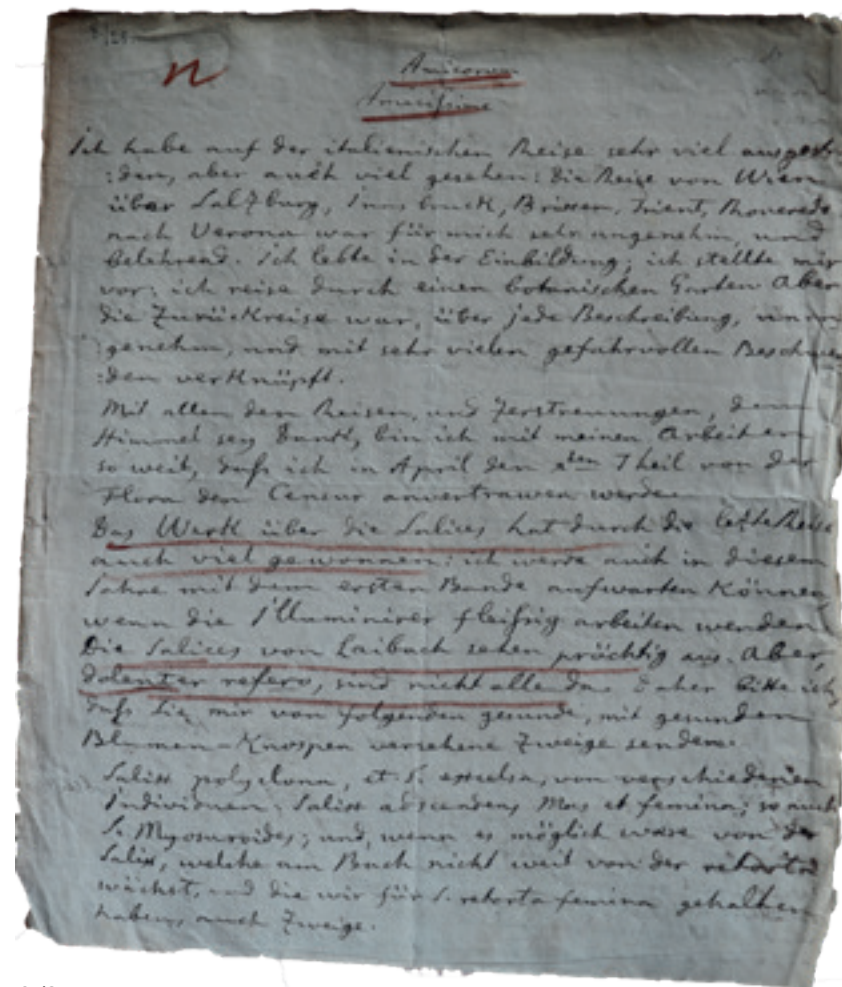 n
Amicorum
Amicissime
Ich habe auf der italienischen Reise sehr viel ausgest
:den, aber auch viel gesehen: die Reise von Wien
über Salzburg, Innsbruck, Brixen, Trient, Rhoveredo
nach Verona war für mich sehr angenehm, und
belehrend. Ich lebte in der Einbildung; ich stellte mir
vor: ich reise durch einen botanischen Garten Aber
die Zurückreise war, über jede Beschreibung, unan
:genehm, und mit sehr vielen gefahrvollen Beschwer
:den verknüpft.
Mit allen den Reisen, und Zerstreuungen, dem
Himmel sey Dank, bin ich mit meinen Arbeiten
so weit, daſs ich in April den Theil von der
Flora der Censur anvertrauen werde.
Das Werk über die Salices hat durch die letzte Reise
auch viel gewonnen: ich werde auch in diesem
Jahre mit dem ersten Bande aufwarten können,
wenn die Illuminirer fleiſsig arbeiten werden
Die Salices von Laibach sehen prächtig aus. Aber,
dolenter refero, sind nicht alle da. Daher bitte ich,
daſs Sie mir von folgenden gesunde, mit gesunden
Blumen-Knospen versehene Zweige senden:
Salix polyclona, et S. excelsa, von verschiedenen
Individuen. Salix adscendens Mas et femina; so auch
S. Myosuroides; und, wenn es möglich wäre von der
Salix, welche am Bach nicht weit von der retorta
wächst, und die wir für S. retorta femina gehalten
haben, auch Zweige.